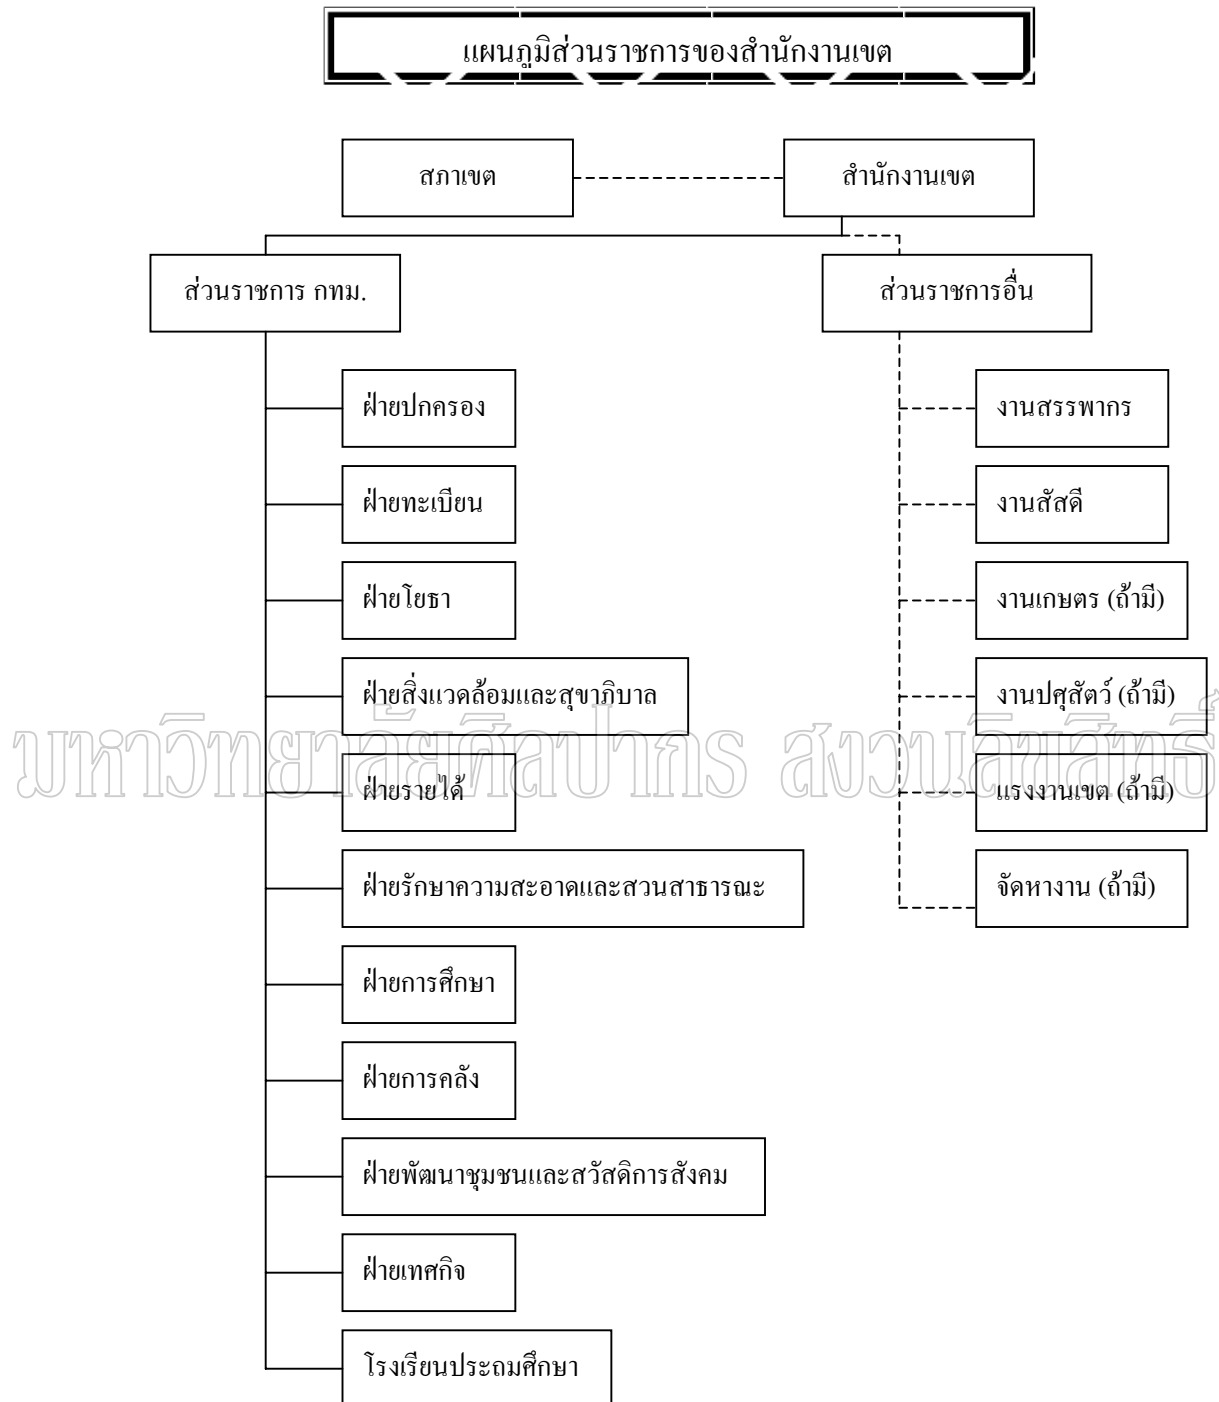 แผนภูมิส่วนราชการของสำนักงานเขต
สภาเขต
สำนักงานเขต
ส่วนราชการ กทม.
ส่วนราชการอื่น
ฝ่ายปกครอง
งานสรรพากร
ฝ่ายทะเบียน
งานสัสดี
ฝ่ายโยธา
งานเกษตร (ถ้ามี)
ฝ่ายสิ่งแวดล้อมและสุขาภิบาล
งานปศุสัตว์ (ถ้ามี)
มหาวิทยาลัยศิลปากร สงวนลิขสิทธิ์
ฝ่ายรายได้
แรงงานเขต (ถ้ามี)
ฝ่ายรักษาความสะอาดและสวนสาธารณะ
จัดหางาน (ถ้ามี)
ฝ่ายการศึกษา
ฝ่ายการคลัง
ฝ่ายพัฒนาชุมชนและสวัสดิการสังคม
ฝ่ายเทศกิจ
โรงเรียนประถมศึกษา